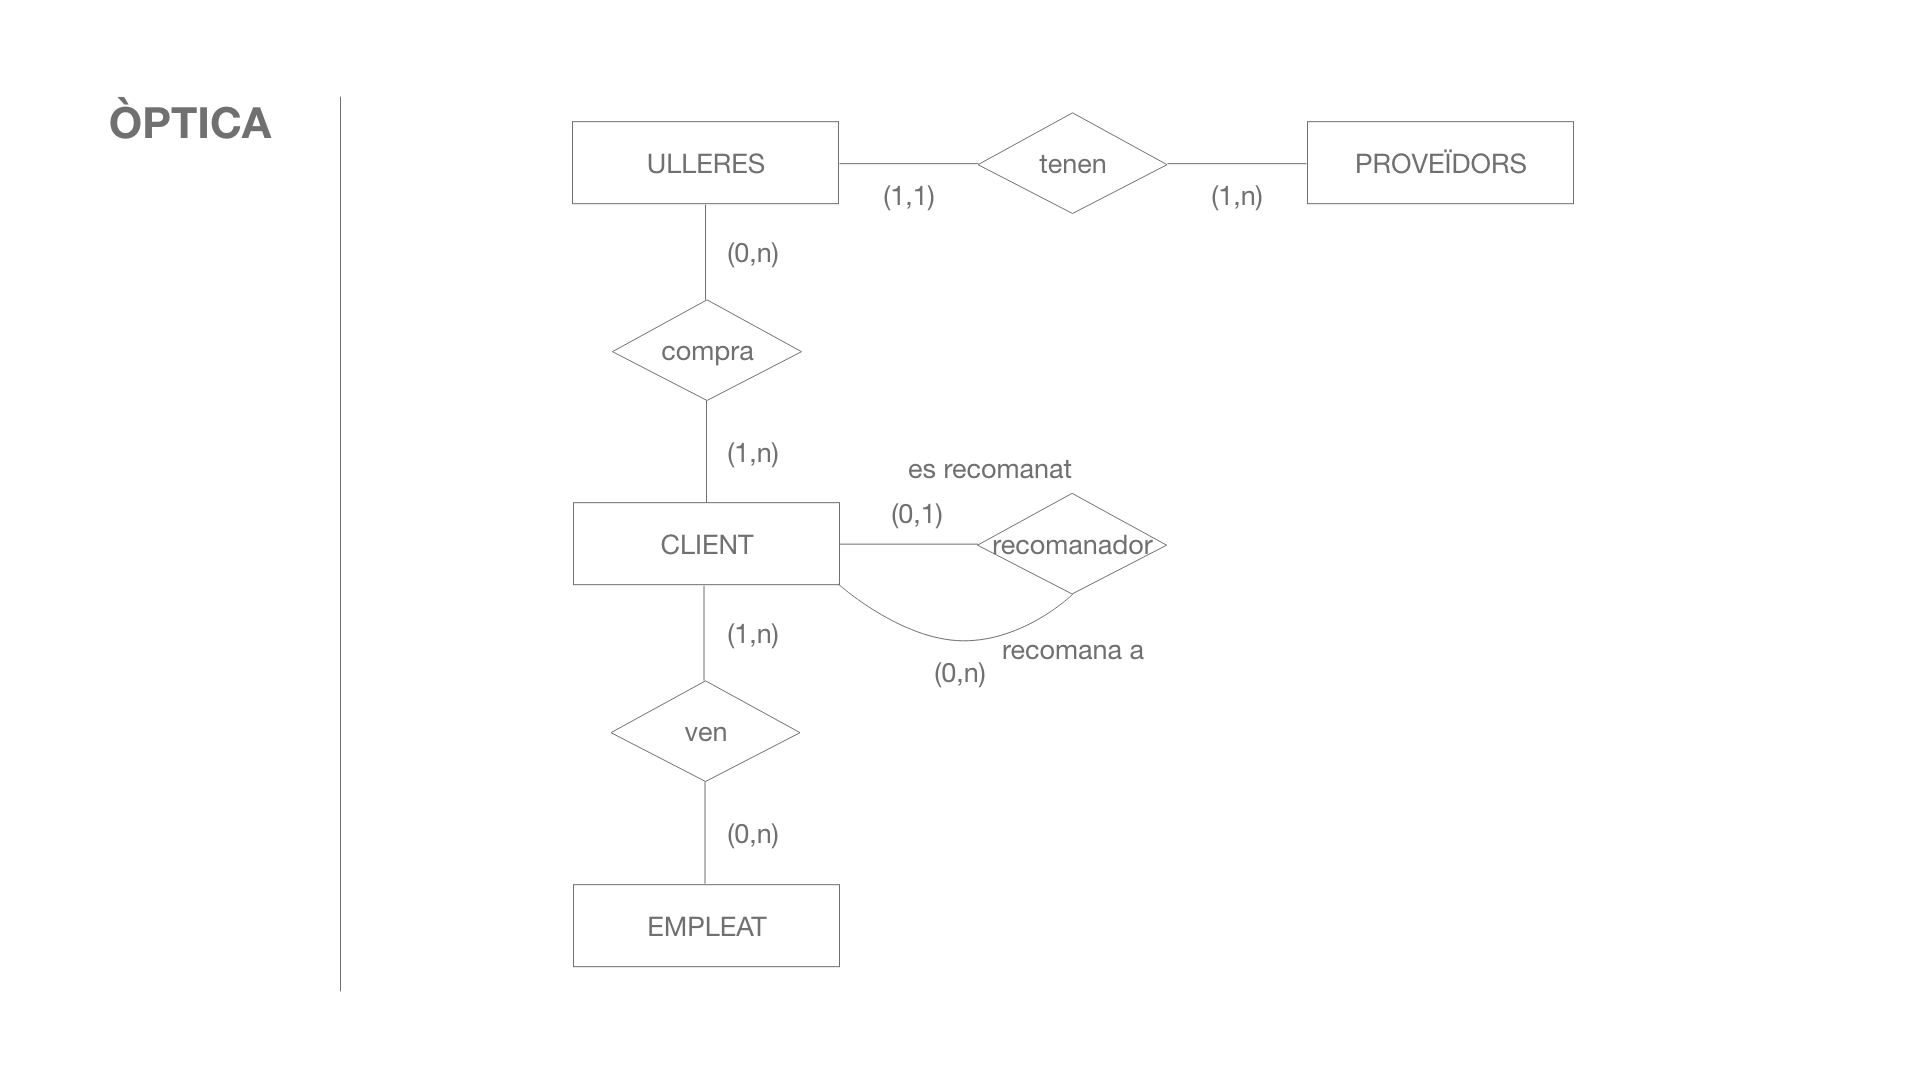 ÒPTICA
ULLERES
tenen
PROVEÏDORS
(1,1)
(1,n)
(0,n)
compra
(1,n)
es recomanat
(0,1)
CLIENT
recomanador
(1,n)
recomana a
(0,n)
ven
(0,n)
EMPLEAT